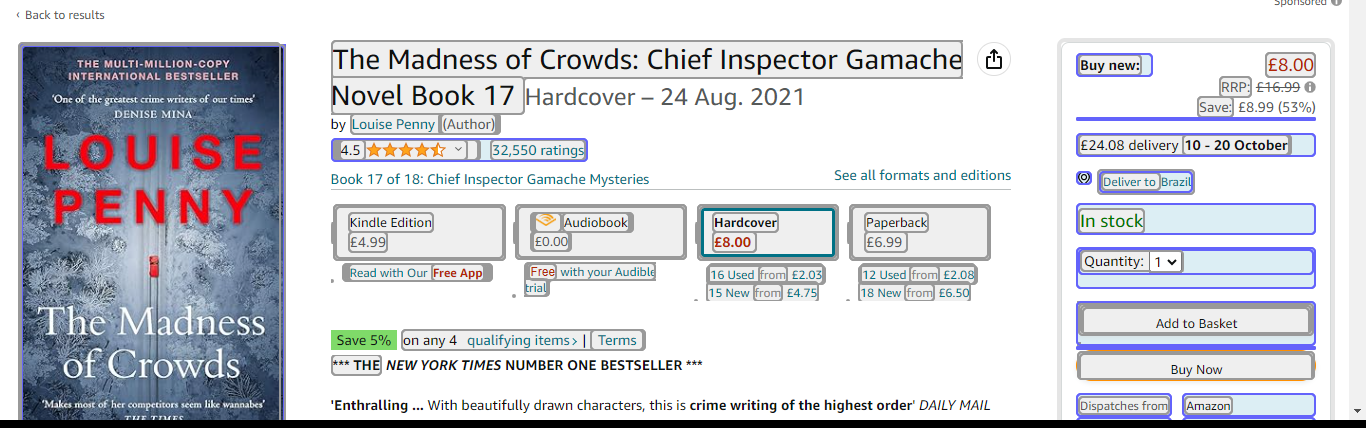 Sponsored
‹ Back to results
THE MULTI-MILLION-COPY
INTERNATIONAL BESTSELLER
'One of the greatest crime writers of our times'
DENISE MINA
LOUISE
PENNY
The Madness
of Crowds
'Makes most of her competitors seem like wannabes'
THE TIMES
The Madness of Crowds: Chief Inspector Gamache
Novel Book 17 Hardcover – 24 Aug. 2021
by Louise Penny (Author)
4.5 32,550 ratings
Book 17 of 18: Chief Inspector Gamache Mysteries
See all formats and editions
Kindle Edition
£4.99
Read with Our Free App
Audiobook
£0.00
Free with your Audible
trial
Hardcover
£8.00
16 Used from £2.03
15 New from £4.75
Paperback
£6.99
12 Used from £2.08
18 New from £6.50
Save 5% on any 4 qualifying items› | Terms
*** THE NEW YORK TIMES NUMBER ONE BESTSELLER ***
'Enthralling ... With beautifully drawn characters, this is crime writing of the highest order' DAILY MAIL
Buy new: £8.00
RRP: £16.99
Save: £8.99 (53%)
£24.08 delivery 10 - 20 October
Deliver to Brazil
In stock
Quantity: 1
Add to Basket
Buy Now
Dispatches from Amazon